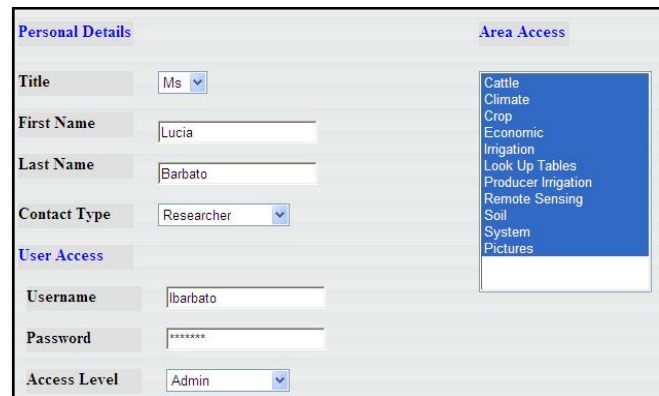 Personal Details
Title Ms
First Name Lucia
Last Name Barbato
Contact Type Researcher
User Access
Username lbarbato
Password *******
Access Level Admin
Area Access
Cattle
Climate
Crop
Economic
Irrigation
Look Up Tables
Producer Irrigation
Remote Sensing
Soil
System
Pictures